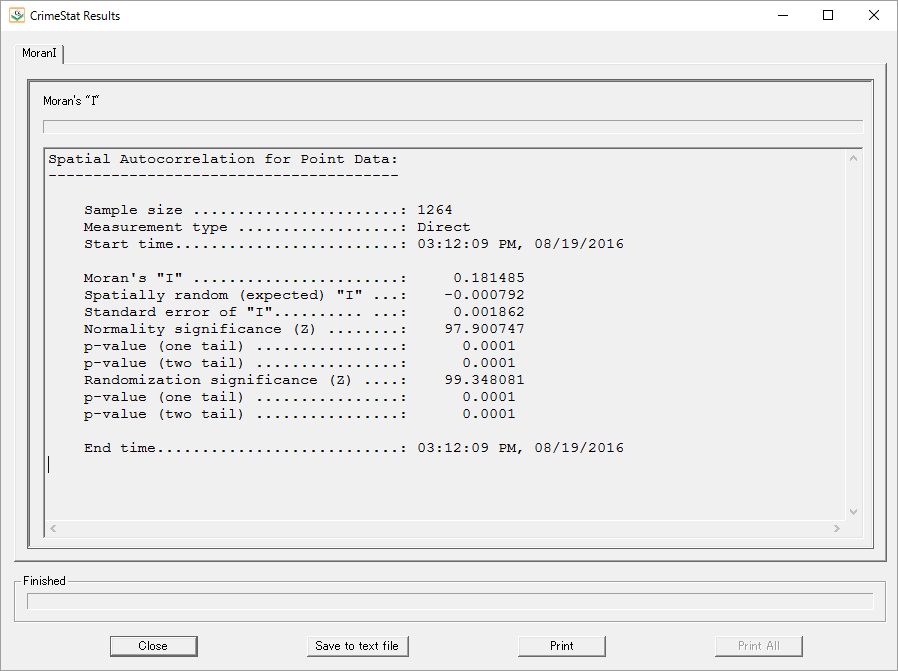 CrimeStat Results
MoranI
Moran's "I"
Spatial Autocorrelation for Point Data:
---------------------------------------
Sample size .......................: 1264
Measurement type ..................: Direct
Start time.........................: 03:12:09 PM, 08/19/2016
Moran's "I" .......................: 0.181485
Spatially random (expected) "I" ...: -0.000792
Standard error of "I".......... ...: 0.001862
Normality significance (Z) ........: 97.900747
p-value (one tail) ................: 0.0001
p-value (two tail) ................: 0.0001
Randomization significance (Z) ....: 99.348081
p-value (one tail) ................: 0.0001
p-value (two tail) ................: 0.0001
End time...........................: 03:12:09 PM, 08/19/2016
Finished
Close Save to text file Print Print All